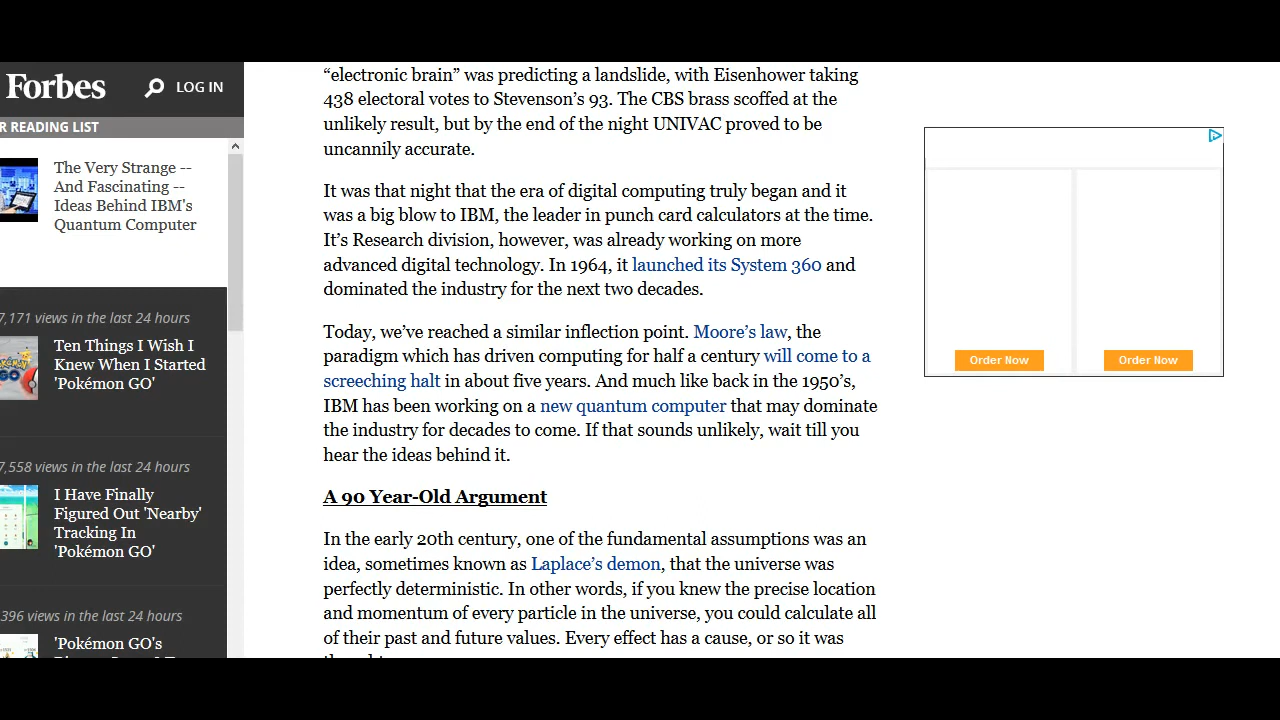 Forbes
LOG IN
R READING LIST
The Very Strange --
And Fascinating --
Ideas Behind IBM's
Quantum Computer
7,171 views in the last 24 hours
Ten Things I Wish I
Knew When I Started
'Pokémon GO'
7,558 views in the last 24 hours
I Have Finally
Figured Out 'Nearby'
Tracking In
'Pokémon GO'
396 views in the last 24 hours
'Pokémon GO's
“electronic brain” was predicting a landslide, with Eisenhower taking
438 electoral votes to Stevenson’s 93. The CBS brass scoffed at the
unlikely result, but by the end of the night UNIVAC proved to be
uncannily accurate.
It was that night that the era of digital computing truly began and it
was a big blow to IBM, the leader in punch card calculators at the time.
It’s Research division, however, was already working on more
advanced digital technology. In 1964, it launched its System 360 and
dominated the industry for the next two decades.
Today, we’ve reached a similar inflection point. Moore’s law, the
paradigm which has driven computing for half a century will come to a
screeching halt in about five years. And much like back in the 1950’s,
IBM has been working on a new quantum computer that may dominate
the industry for decades to come. If that sounds unlikely, wait till you
hear the ideas behind it.
A 90 Year-Old Argument
In the early 20th century, one of the fundamental assumptions was an
idea, sometimes known as Laplace’s demon, that the universe was
perfectly deterministic. In other words, if you knew the precise location
and momentum of every particle in the universe, you could calculate all
of their past and future values. Every effect has a cause, or so it was
Order Now
Order Now